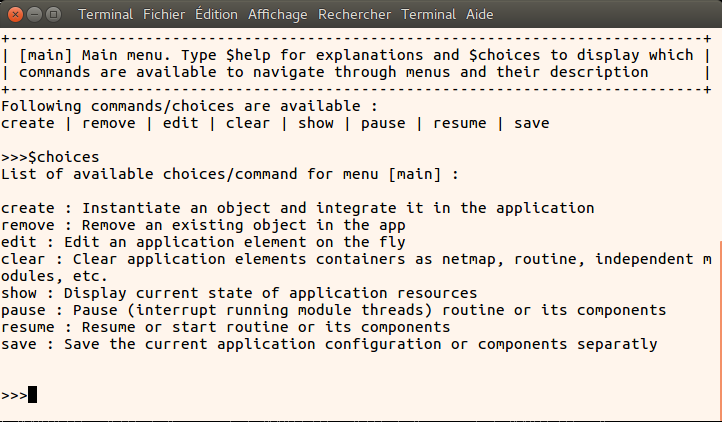 Terminal Fichier Édition Affichage Rechercher Terminal Aide
+-----------------------------------------------------------------------------+
| [main] Main menu. Type $help for explanations and $choices to display which |
| commands are available to navigate through menus and their description      |
+-----------------------------------------------------------------------------+
Following commands/choices are available :
create | remove | edit | clear | show | pause | resume | save
>>>$choices
List of available choices/command for menu [main] :
create : Instantiate an object and integrate it in the application
remove : Remove an existing object in the app
edit : Edit an application element on the fly
clear : Clear application elements containers as netmap, routine, independent m
odules, etc.
show : Display current state of application resources
pause : Pause (interrupt running module threads) routine or its components
resume : Resume or start routine or its components
save : Save the current application configuration or components separatly
>>>